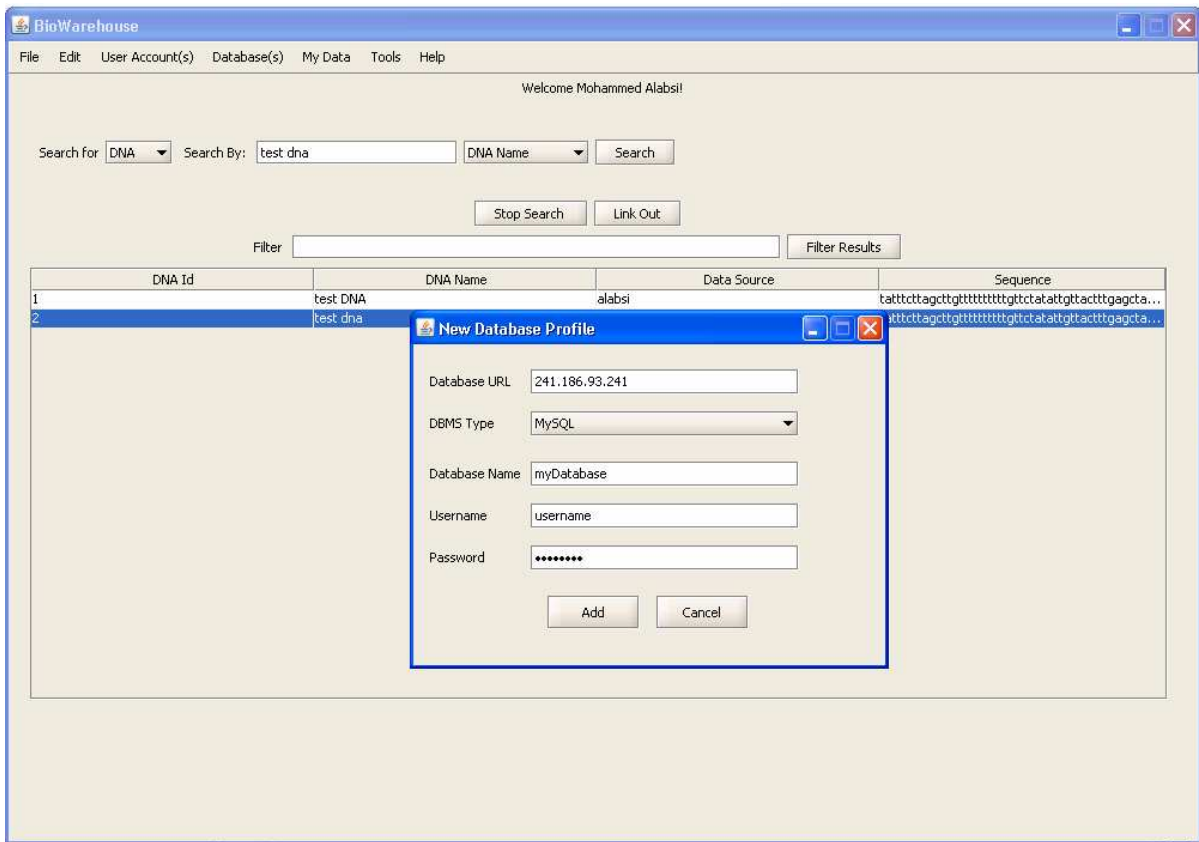 BioWarehouse
File Edit User Account(s) Database(s) My Data Tools Help
Welcome Mohammed Alabsi!
Search for DNA Search By: test dna DNA Name Search
Stop Search Link Out
Filter Filter Results
DNA Id DNA Name Data Source Sequence
1 test DNA alabsi tatttcttagcttgttttttttttgttctatattgttactttgagcta...
2 test dna
New Database Profile
Database URL 241.186.93.241
DBMS Type MySQL
Database Name myDatabase
Username username
Password ••••••••
Add Cancel